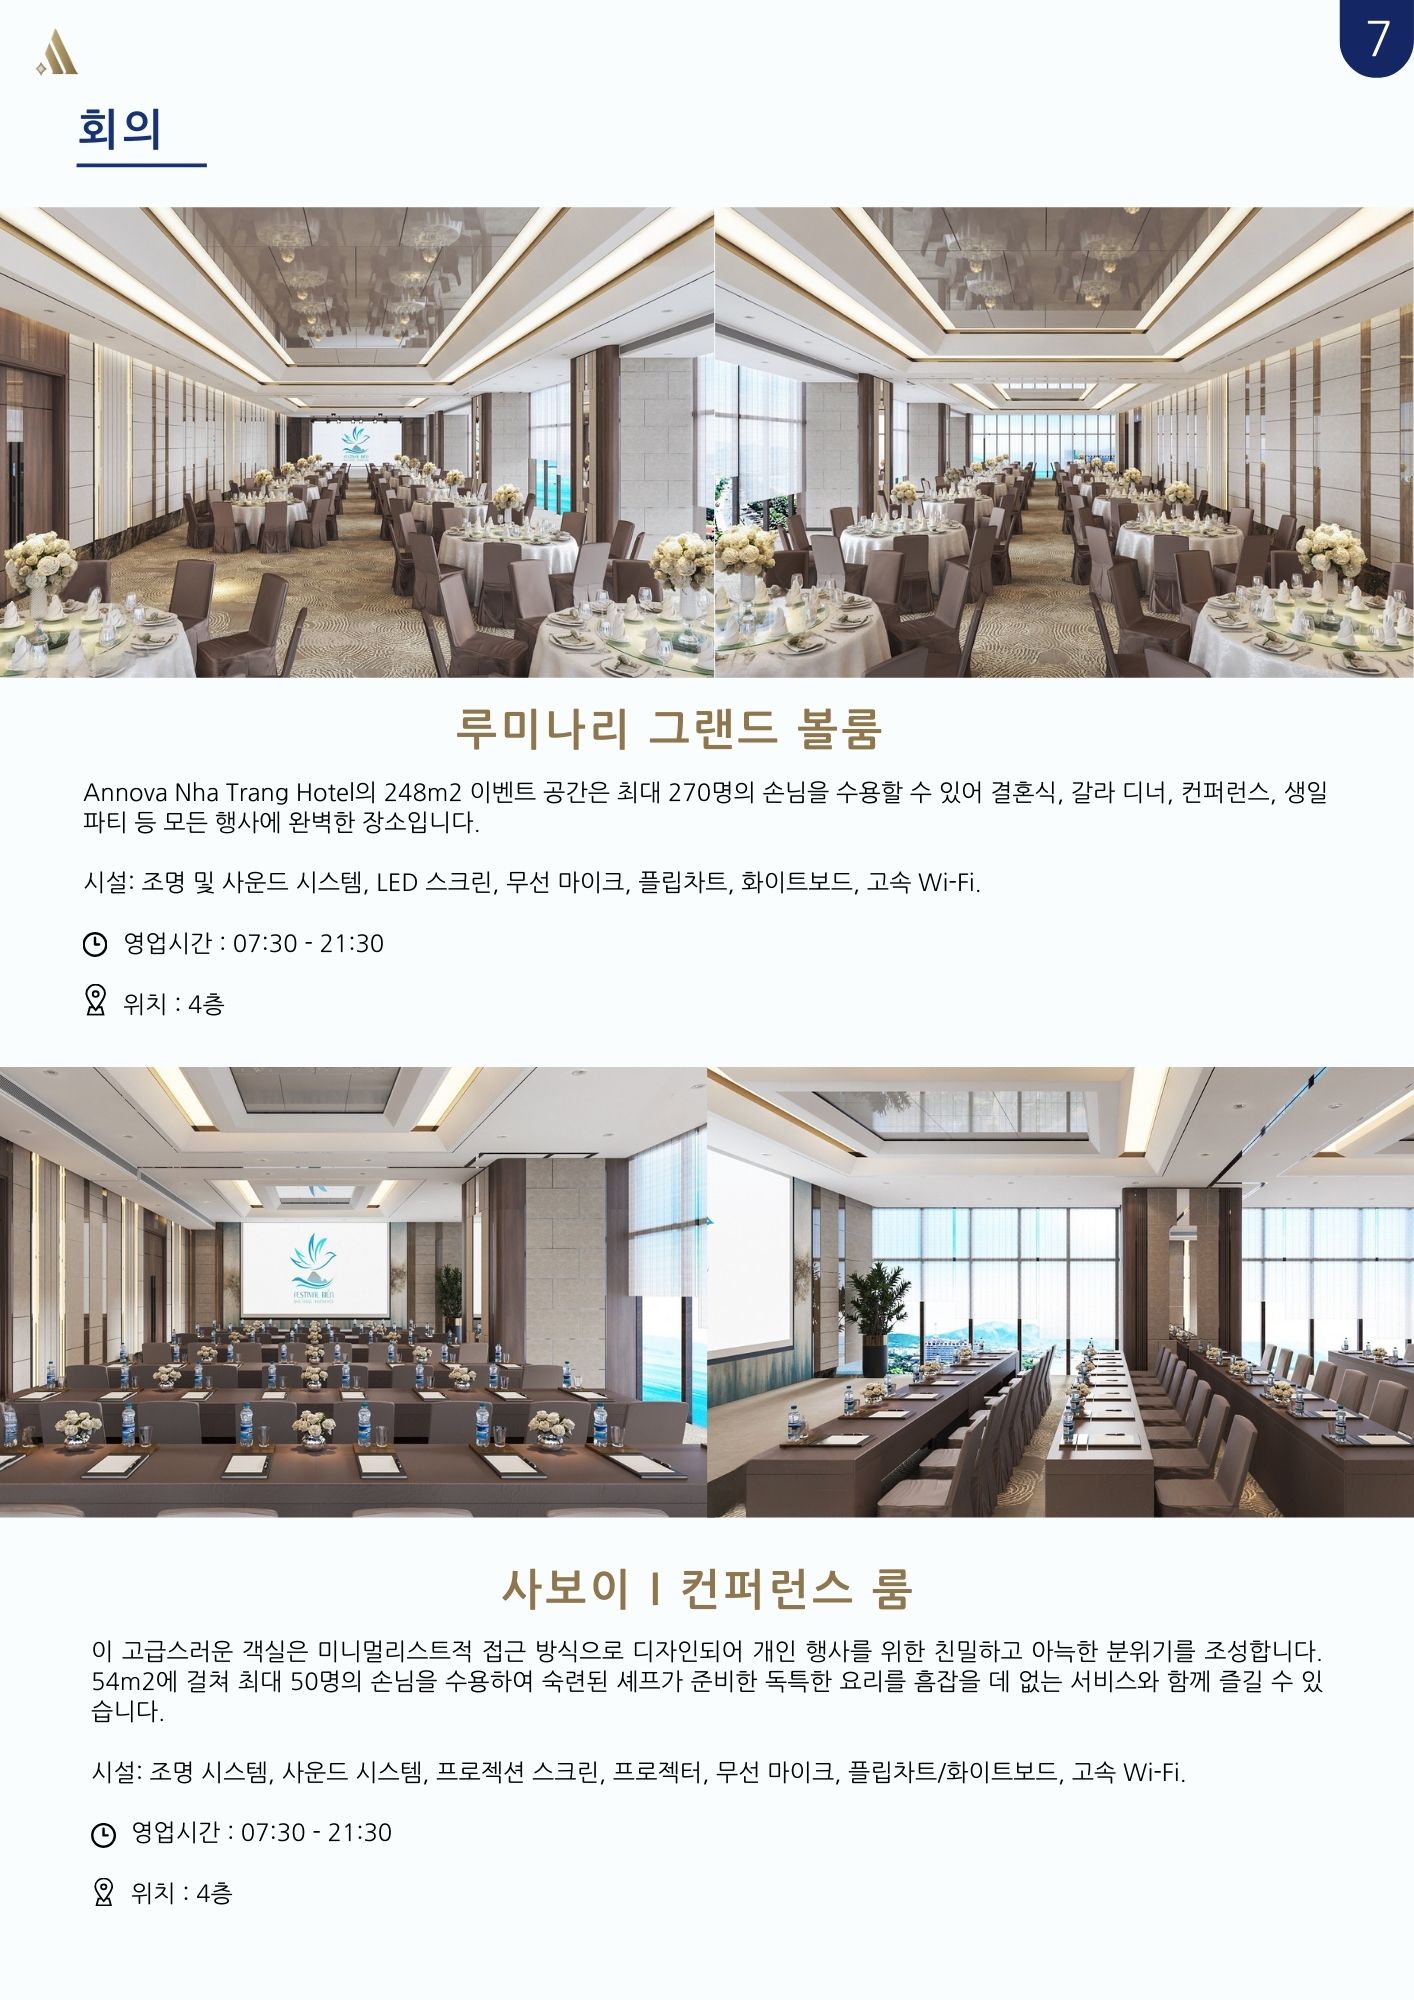 7
회의
FESTIVAL BIỂN
루미나리 그랜드 볼룸
Annova Nha Trang Hotel의 248m2 이벤트 공간은 최대 270명의 손님을 수용할 수 있어 결혼식, 갈라 디너, 컨퍼런스, 생일
파티 등 모든 행사에 완벽한 장소입니다.
시설: 조명 및 사운드 시스템, LED 스크린, 무선 마이크, 플립차트, 화이트보드, 고속 Wi-Fi.
영업시간 : 07:30 - 21:30
위치 : 4층
FESTIVAL BIỂN
사보이 I 컨퍼런스 룸
이 고급스러운 객실은 미니멀리스트적 접근 방식으로 디자인되어 개인 행사를 위한 친밀하고 아늑한 분위기를 조성합니다.
54m2에 걸쳐 최대 50명의 손님을 수용하여 숙련된 셰프가 준비한 독특한 요리를 흠잡을 데 없는 서비스와 함께 즐길 수 있
습니다.
시설: 조명 시스템, 사운드 시스템, 프로젝션 스크린, 프로젝터, 무선 마이크, 플립차트/화이트보드, 고속 Wi-Fi.
영업시간 : 07:30 - 21:30
위치 : 4층